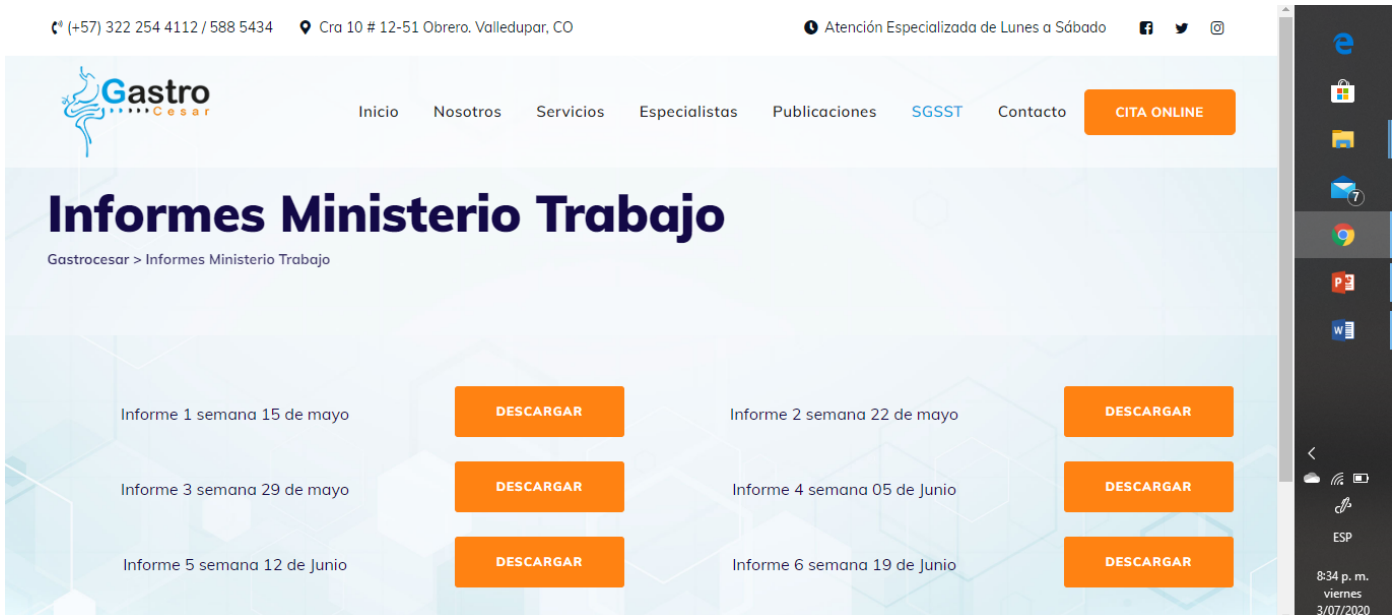 (+57) 322 254 4112 / 588 5434 Cra 10 # 12-51 Obrero. Valledupar, CO Atención Especializada de Lunes a Sábado
Gastro
Cesar
Inicio Nosotros Servicios Especialistas Publicaciones SGSST Contacto CITA ONLINE
Informes Ministerio Trabajo
Gastrocesar > Informes Ministerio Trabajo
Informe 1 semana 15 de mayo DESCARGAR Informe 2 semana 22 de mayo DESCARGAR
Informe 3 semana 29 de mayo DESCARGAR Informe 4 semana 05 de Junio DESCARGAR
Informe 5 semana 12 de Junio DESCARGAR Informe 6 semana 19 de Junio DESCARGAR
7
ESP
8:34 p. m.
viernes
3/07/2020